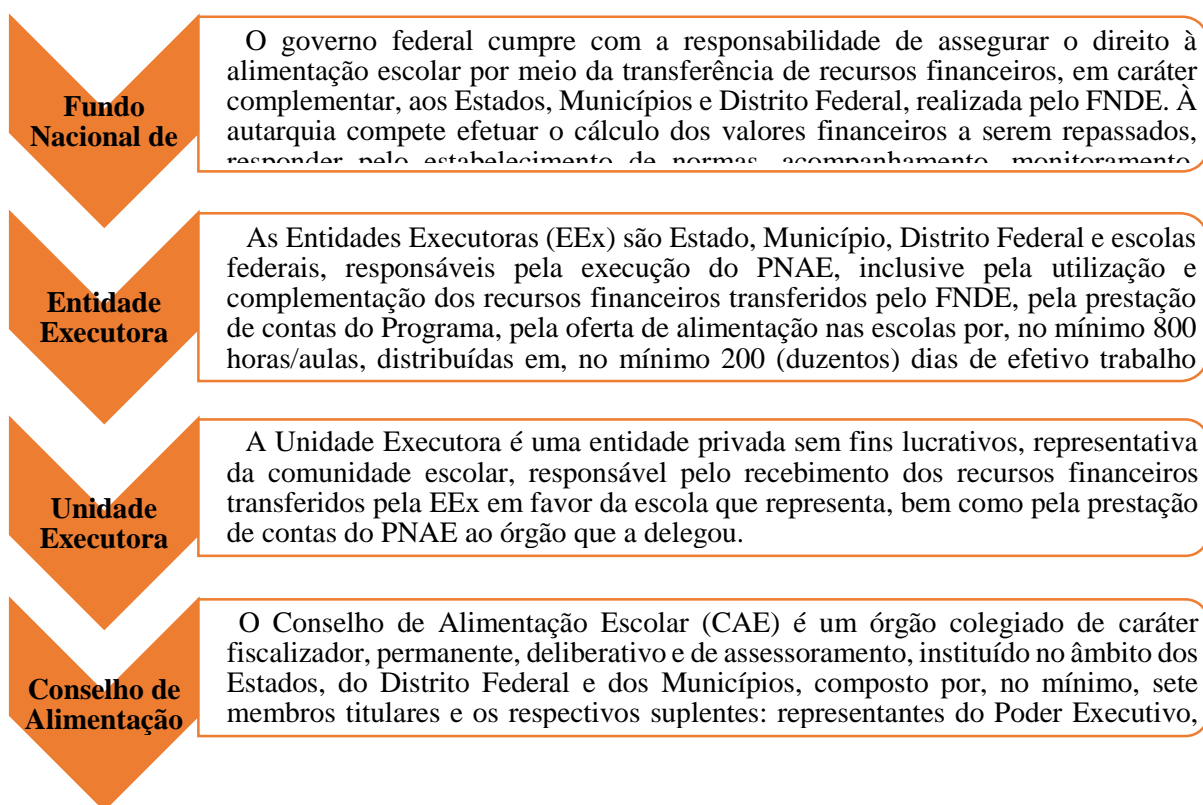 Fundo
Nacional de
O governo federal cumpre com a responsabilidade de assegurar o direito à
alimentação escolar por meio da transferência de recursos financeiros, em caráter
complementar, aos Estados, Municípios e Distrito Federal, realizada pelo FNDE. À
autarquia compete efetuar o cálculo dos valores financeiros a serem repassados,
responder pelo estabelecimento de normas, acompanhamento, monitoramento,
Entidade
Executora
As Entidades Executoras (EEx) são Estado, Município, Distrito Federal e escolas
federais, responsáveis pela execução do PNAE, inclusive pela utilização e
complementação dos recursos financeiros transferidos pelo FNDE, pela prestação
de contas do Programa, pela oferta de alimentação nas escolas por, no mínimo 800
horas/aulas, distribuídas em, no mínimo 200 (duzentos) dias de efetivo trabalho
Unidade
Executora
A Unidade Executora é uma entidade privada sem fins lucrativos, representativa
da comunidade escolar, responsável pelo recebimento dos recursos financeiros
transferidos pela EEx em favor da escola que representa, bem como pela prestação
de contas do PNAE ao órgão que a delegou.
Conselho de
Alimentação
O Conselho de Alimentação Escolar (CAE) é um órgão colegiado de caráter
fiscalizador, permanente, deliberativo e de assessoramento, instituído no âmbito dos
Estados, do Distrito Federal e dos Municípios, composto por, no mínimo, sete
membros titulares e os respectivos suplentes: representantes do Poder Executivo,